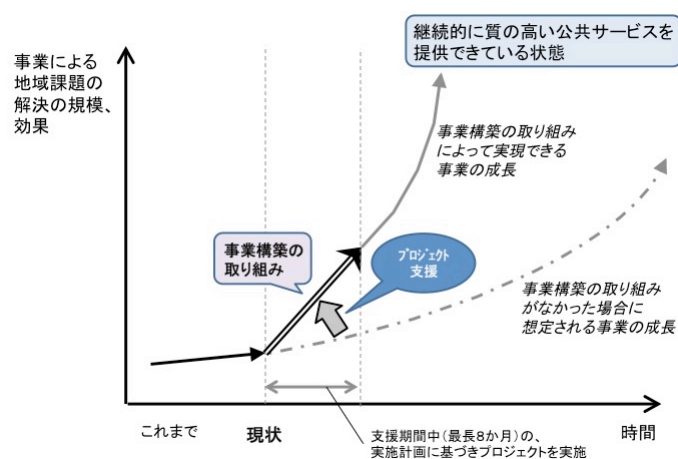 継続的に質の高い公共サービスを
提供できている状態
事業による
地域課題の
解決の規模、
効果
事業構築の取り組み
によって実現できる
事業の成長
事業構築の
取り組み
プロジェクト
支援
事業構築の取り組み
がなかった場合に
想定される事業の成長
これまで
現状
支援期間中（最長8か月）の、
実施計画に基づきプロジェクトを実施
時間